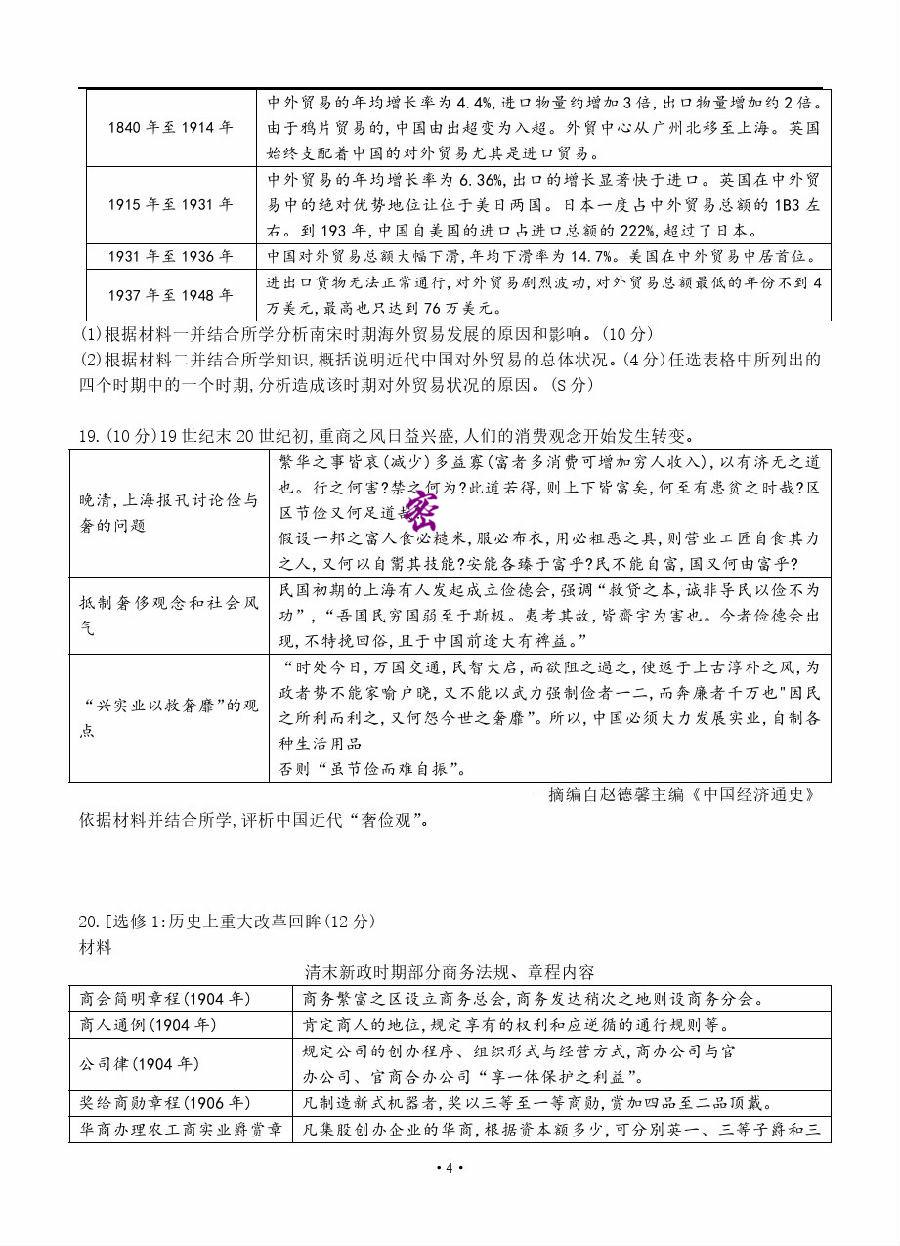 1840 年至 1914 年
中外贸易的年均增长率为 4.4%,进口物量约增加 3 倍,出口物量增加约 2 倍。
由于鸦片贸易的,中国由出超变为入超。外贸中心从广州北移至上海。英国
始终支配着中国的对外贸易尤其是进口贸易。
1915 年至 1931 年
中外贸易的年均增长率为 6.36%,出口的增长显著快于进口。英国在中外贸
易中的绝对优势地位让位于美日两国。日本一度占中外贸易总额的 1B3 左
右。到 193 年,中国自美国的进口占进口总额的 222%,超过了日本。
1931 年至 1936 年
中国对外贸易总额大幅下滑,年均下滑率为 14.7%。美国在中外贸易中居首位。
1937 年至 1948 年
进出口货物无法正常通行,对外贸易剧烈波动,对外贸易总额最低的年份不到 4
万美元,最高也只达到 76 万美元。
(1)根据材料一并结合所学分析南宋时期海外贸易发展的原因和影响。(10 分)
(2)根据材料二并结合所学知识,概括说明近代中国对外贸易的总体状况。(4 分)任选表格中所列出的
四个时期中的一个时期,分析造成该时期对外贸易状况的原因。(S 分)
19.(10 分)19 世纪末 20 世纪初,重商之风日益兴盛,人们的消费观念开始发生转变。
晚清,上海报刊讨论俭与
奢的问题
繁华之事皆哀(减少)多益寡(富者多消费可增加穷人收入),以有济无之道
也。行之何害?禁之何为?此道若得,则上下皆富矣,何至有患贫之时哉?区
区节俭又何足道
密
假设一邦之富人食必糙米,服必布衣,用必粗恶之具,则营业工匠自食其力
之人,又何以自鬻其技能?安能各臻于富乎?民不能自富,国又何由富乎?
抵制奢侈观念和社会风
气
民国初期的上海有人发起成立俭德会,强调“救贷之本,诚非导民以俭不为
功”,“吾国民穷国弱至于斯极。夷考其故,皆奢字为害也。今者俭德会出
现,不特挽回俗,且于中国前途大有裨益。”
“兴实业以救奢靡”的观
点
“时处今日,万国交通,民智大启,而欲阻之遏之,使返于上古淳朴之风,为
政者势不能家喻户晓,又不能以武力强制俭者一二,而奔廉者千万也"因民
之所利而利之,又何怨今世之奢靡”。所以,中国必须大力发展实业,自制各
种生活用品
否则“虽节俭而难自振”。
摘编自赵德馨主编《中国经济通史》
依据材料并结合所学,评析中国近代“奢俭观”。
20.[选修 1:历史上重大改革回眸(12 分)
材料
清末新政时期部分商务法规、章程内容
商会简明章程(1904 年)
商务繁富之区设立商务总会,商务发达稍次之地则设商务分会。
商人通例(1904 年)
肯定商人的地位,规定享有的权利和应逆循的通行规则等。
公司律(1904 年)
规定公司的创办程序、组织形式与经营方式,商办公司与官
办公司、官商合办公司“享一体保护之利益”。
奖给商勋章程(1906 年)
凡制造新式机器者,奖以三等至一等商勋,赏加四品至二品顶戴。
华商办理农工商实业爵赏章
凡集股创办企业的华商,根据资本额多少,可分别英一、三等子爵和三
·4·